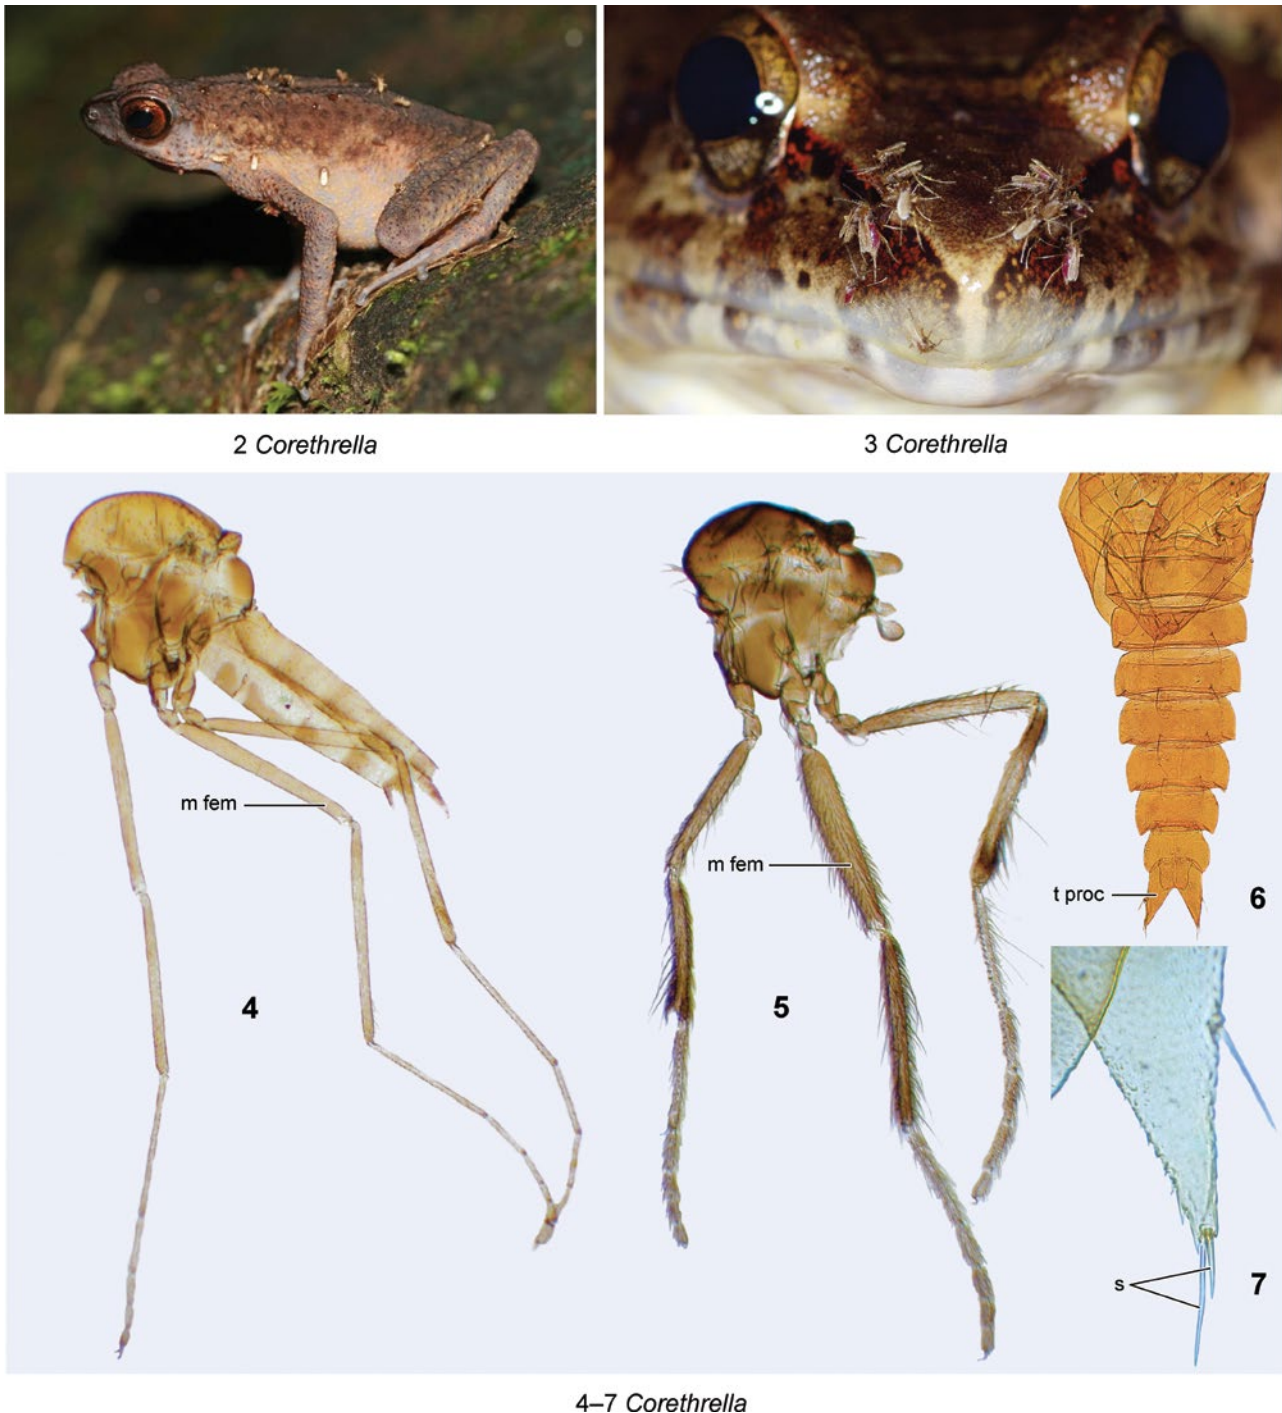 2 Corethrella
3 Corethrella
m fem
4
m fem
5
t proc
6
s
7
4–7 Corethrella